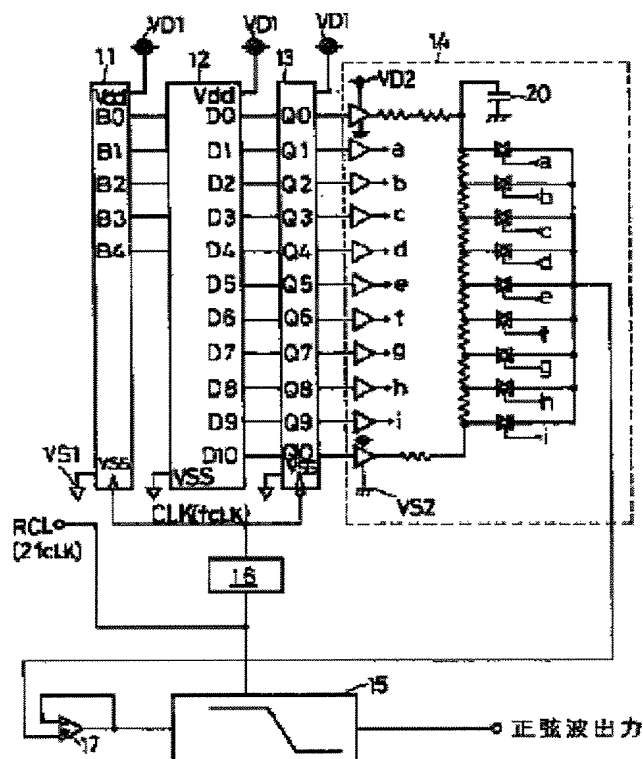 VD1 VD1 VD1
11 12 13 14
Vdd Vdd VD2
B0 D0 Q0 20
B1 D1 Q1 a a
B2 D2 Q2 b b
B3 D3 Q3 c c
B4 D4 Q4 d d
D5 Q5 e e
D6 Q6 f f
D7 Q7 g g
D8 Q8 h h
D9 Q9 i i
D10
VS1 VSS VSS VSS VS2
CLK(fCLK)
RCL
(2fCLK)
16
15
17
正弦波出力